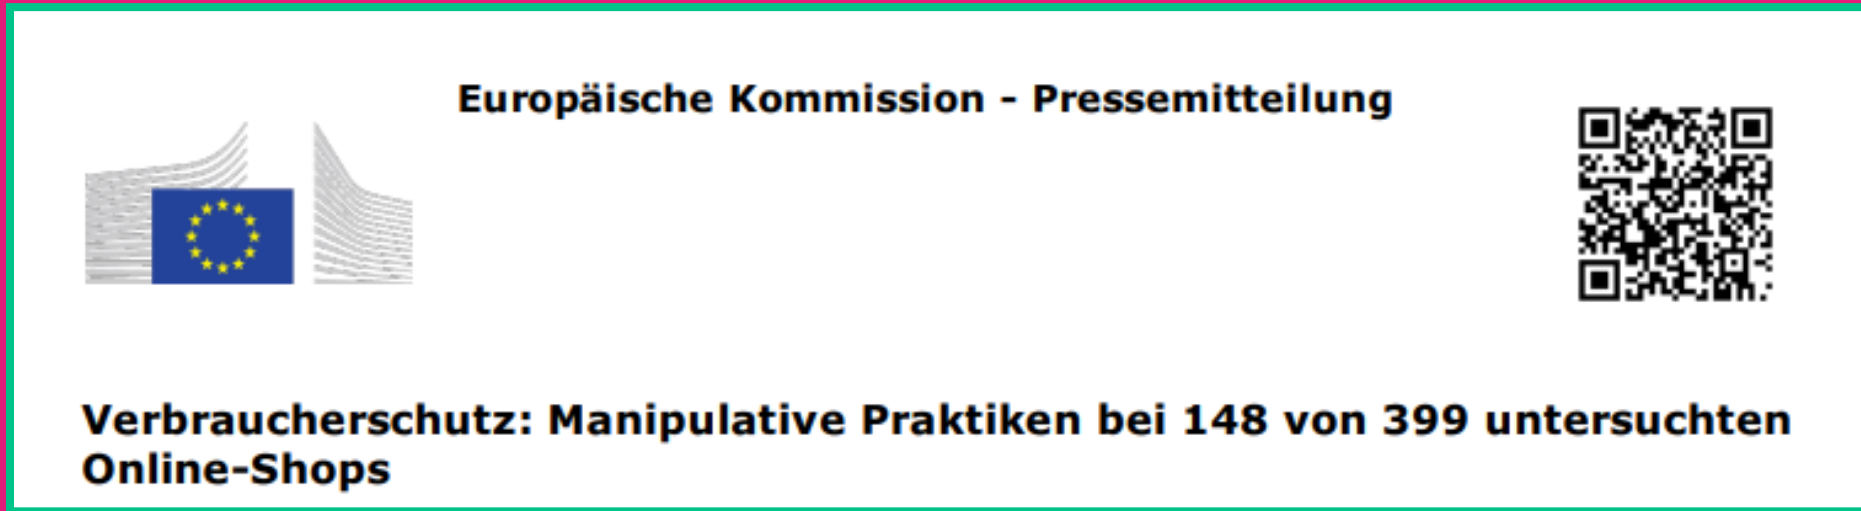 Europäische Kommission - Pressemitteilung
Verbraucherschutz: Manipulative Praktiken bei 148 von 399 untersuchten
Online-Shops